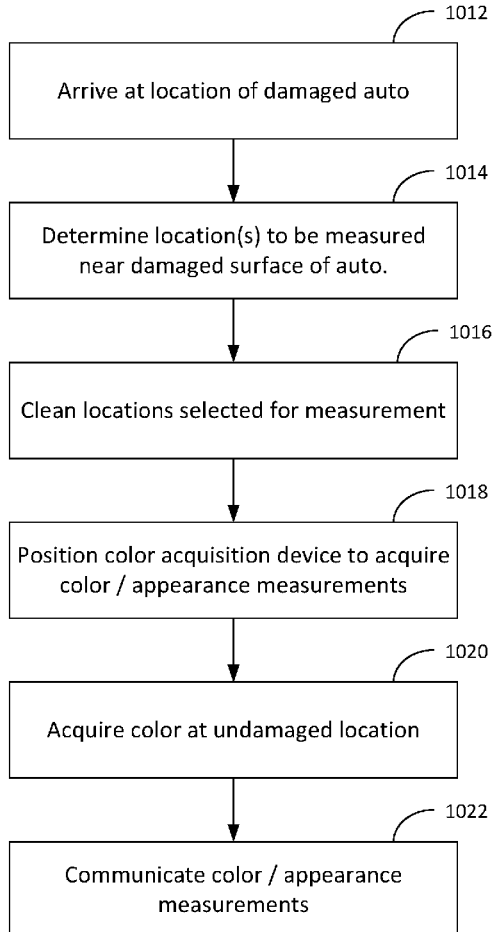 1012
Arrive at location of damaged auto
1014
Determine location(s) to be measured
near damaged surface of auto.
1016
Clean locations selected for measurement
1018
Position color acquisition device to acquire
color / appearance measurements
1020
Acquire color at undamaged location
1022
Communicate color / appearance
measurements